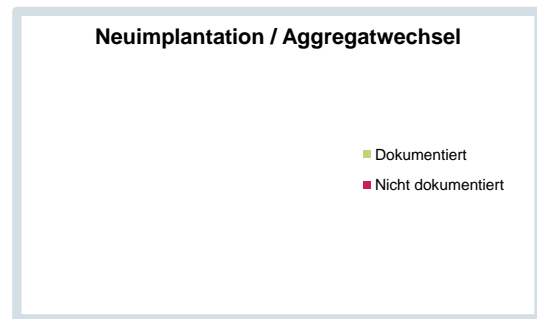 Neuimplantation / Aggregatwechsel
Dokumentiert
Nicht dokumentiert